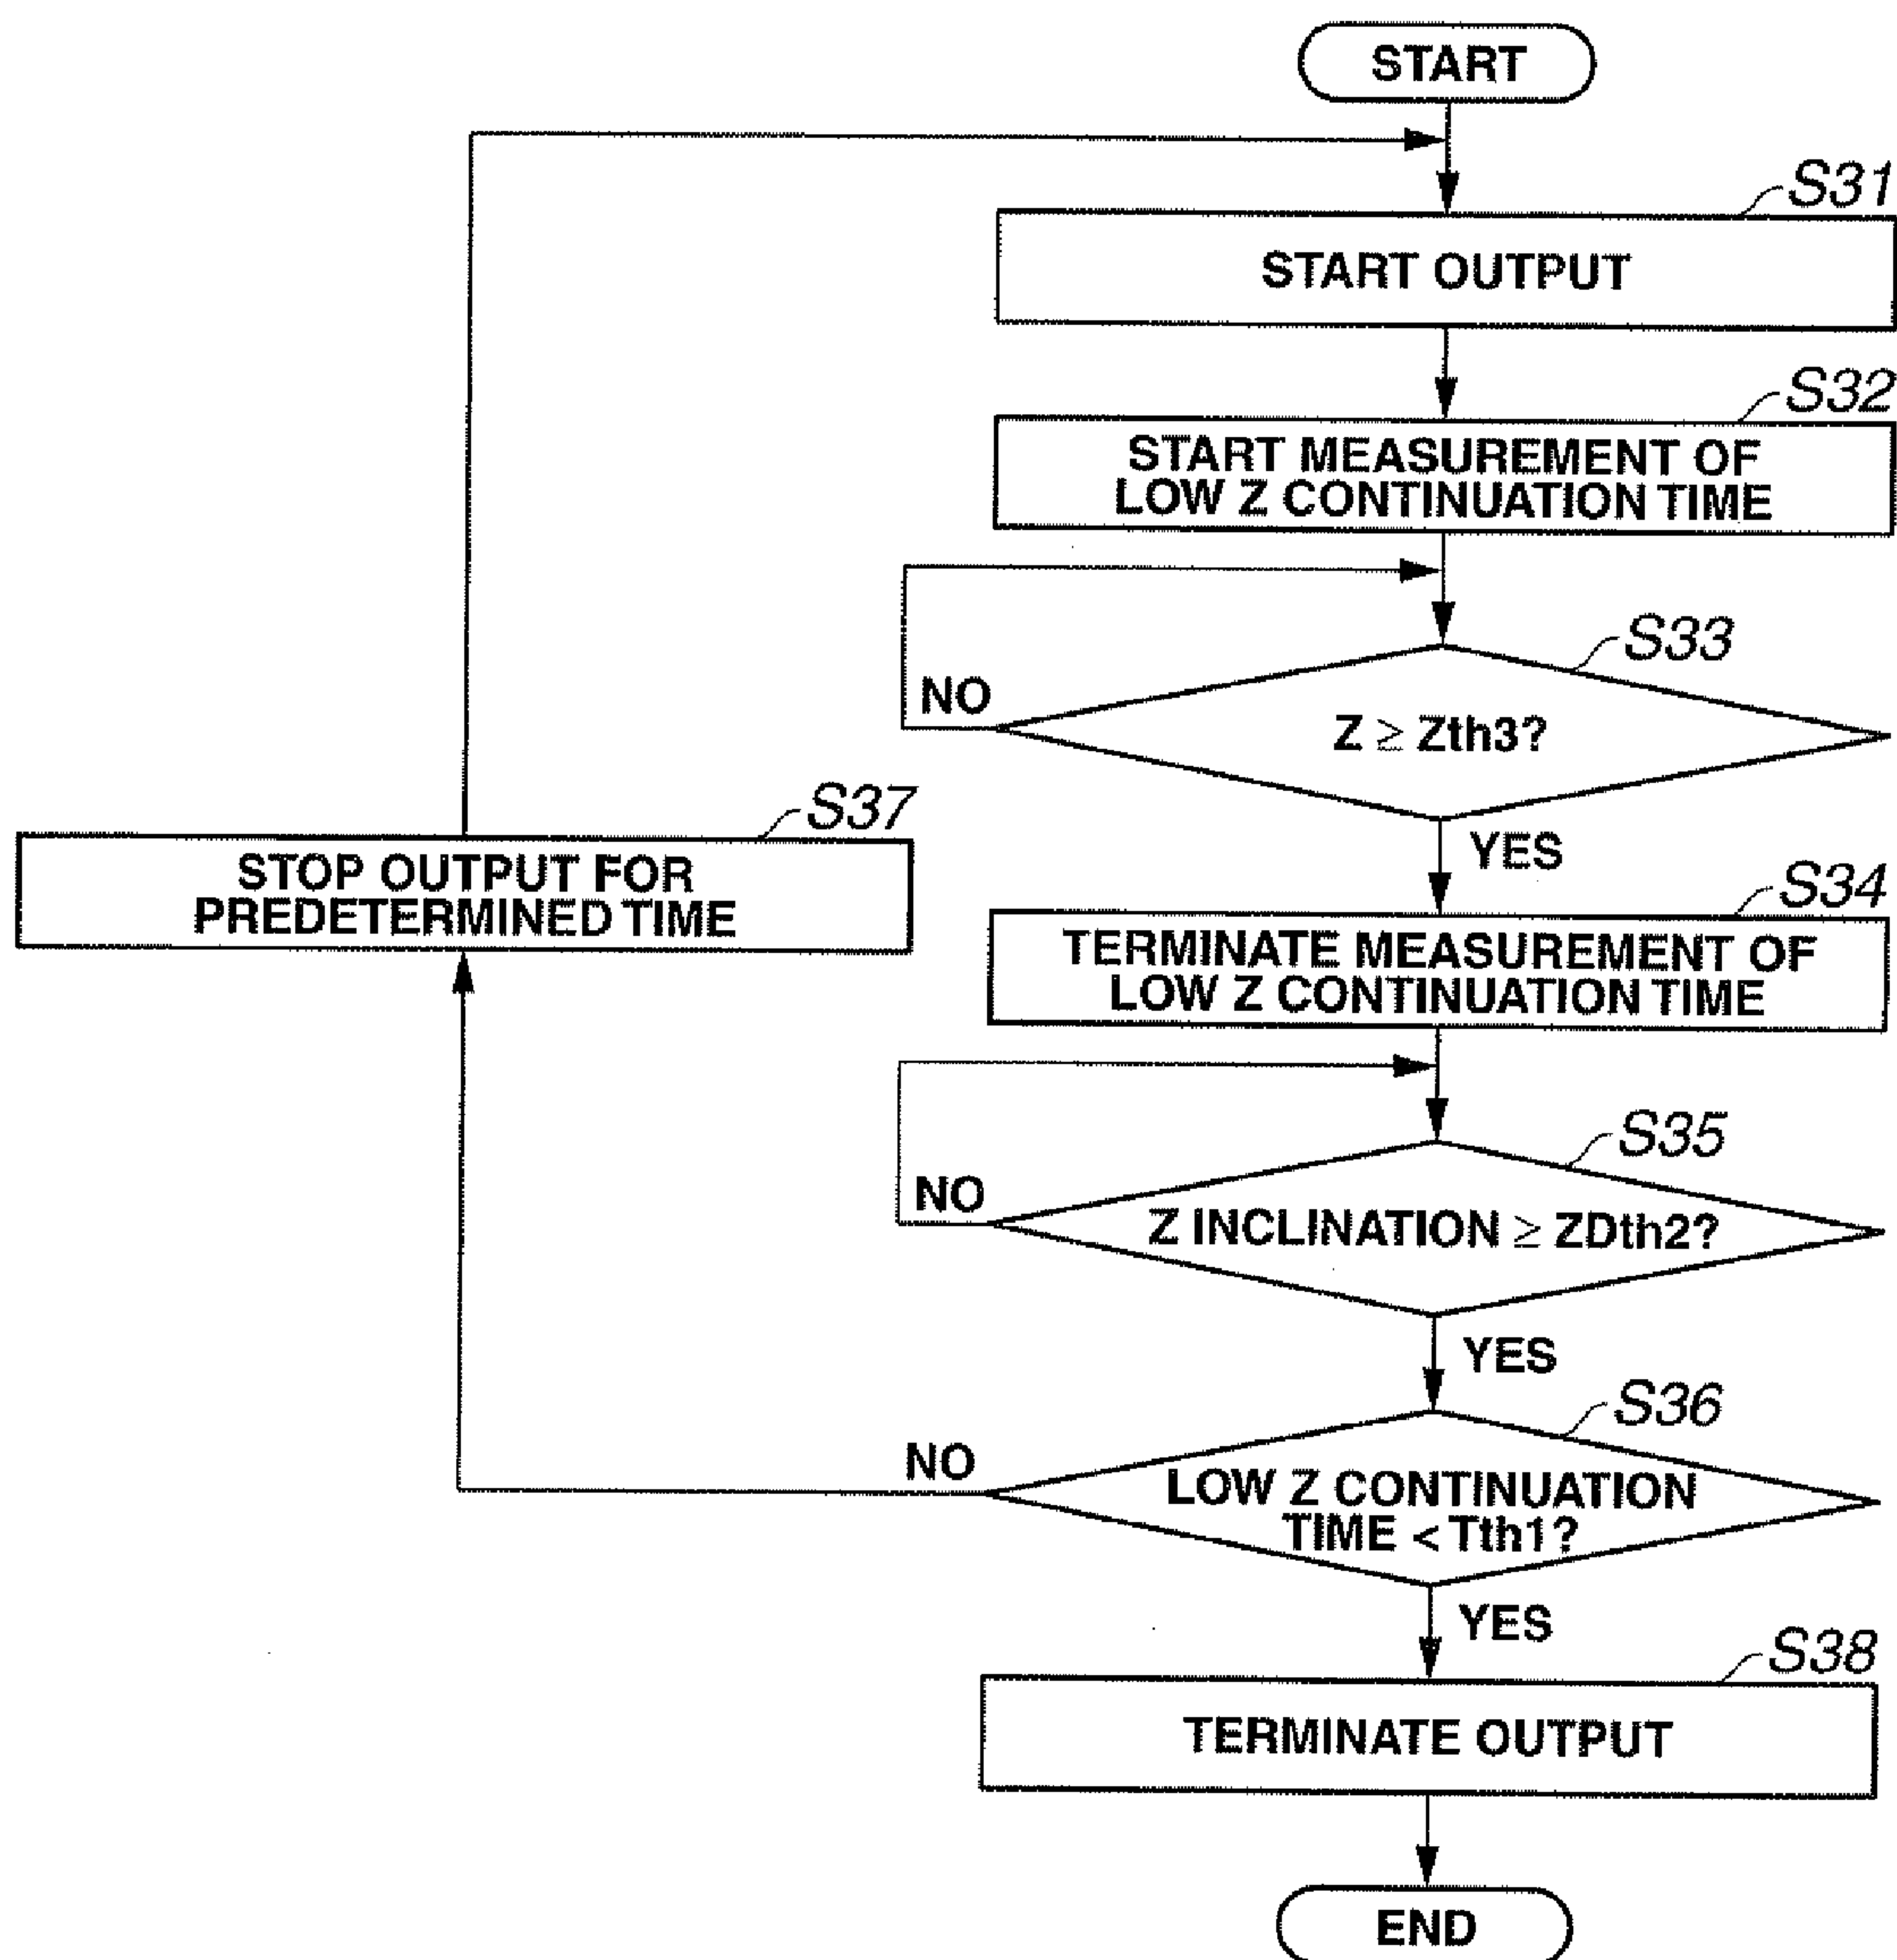 START
S31
START OUTPUT
S32
START MEASUREMENT OF
LOW Z CONTINUATION TIME
S33
NO
Z ≥ Zth3?
YES
S37
STOP OUTPUT FOR
PREDETERMINED TIME
S34
TERMINATE MEASUREMENT OF
LOW Z CONTINUATION TIME
S35
NO
Z INCLINATION ≥ ZDth2?
YES
S36
NO
LOW Z CONTINUATION
TIME < Tth1?
YES
S38
TERMINATE OUTPUT
END